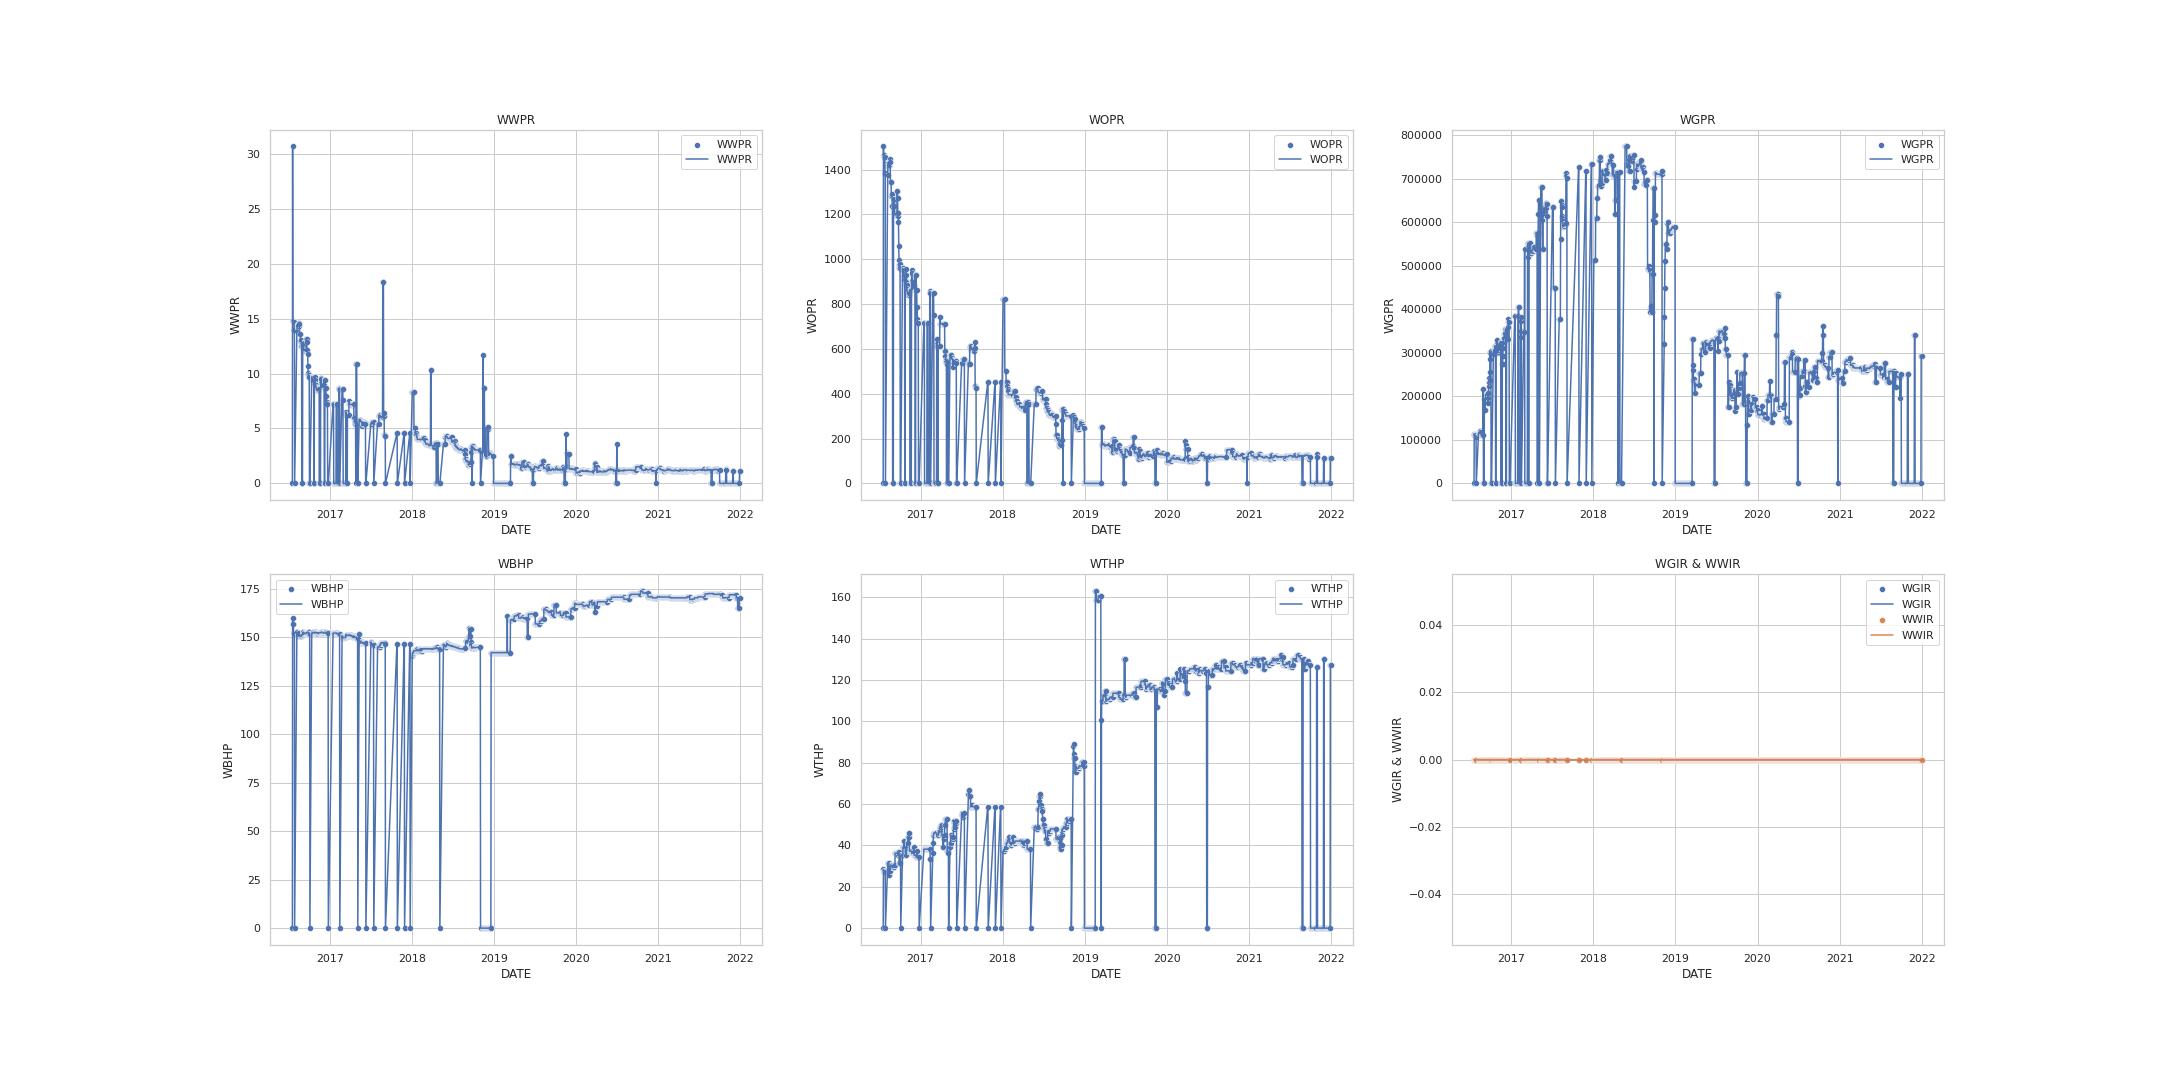 WWPR
WWPR
WWPR
30
25
20
15
10
5
0
WWPR
2017 2018 2019 2020 2021 2022
DATE
WOPR
WOPR
WOPR
1400
1200
1000
800
600
400
200
0
WOPR
2017 2018 2019 2020 2021 2022
DATE
WGPR
WGPR
WGPR
800000
700000
600000
500000
400000
300000
200000
100000
0
WGPR
2017 2018 2019 2020 2021 2022
DATE
WBHP
WBHP
WBHP
175
150
125
100
75
50
25
0
WBHP
2017 2018 2019 2020 2021 2022
DATE
WTHP
WTHP
WTHP
160
140
120
100
80
60
40
20
0
WTHP
2017 2018 2019 2020 2021 2022
DATE
WGIR & WWIR
WGIR
WGIR
WWIR
WWIR
0.04
0.02
0.00
−0.02
−0.04
WGIR & WWIR
2017 2018 2019 2020 2021 2022
DATE